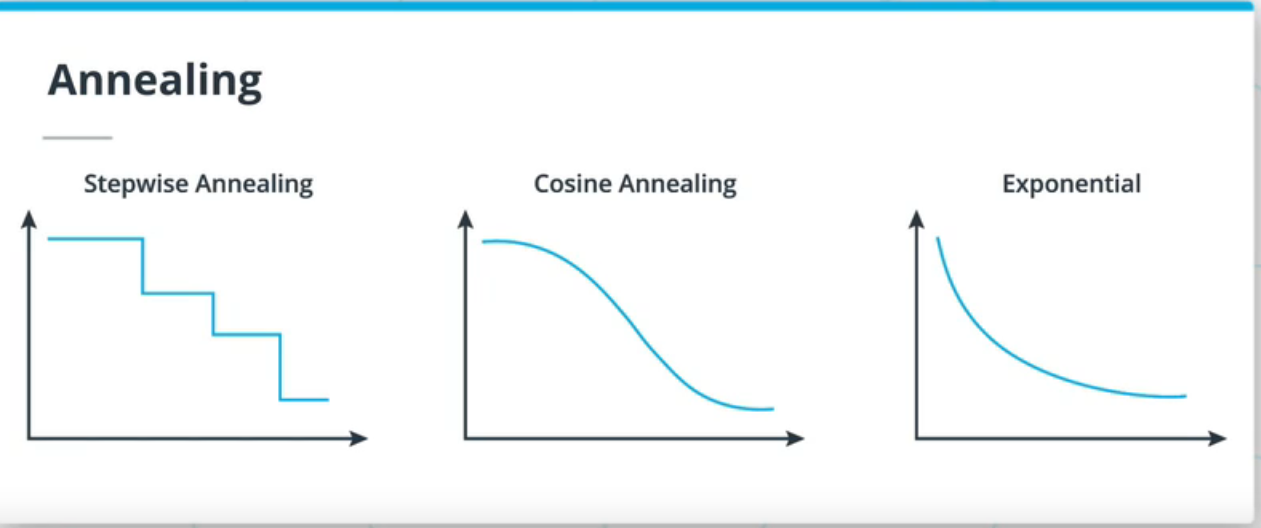 Annealing
Stepwise Annealing
Cosine Annealing
Exponential